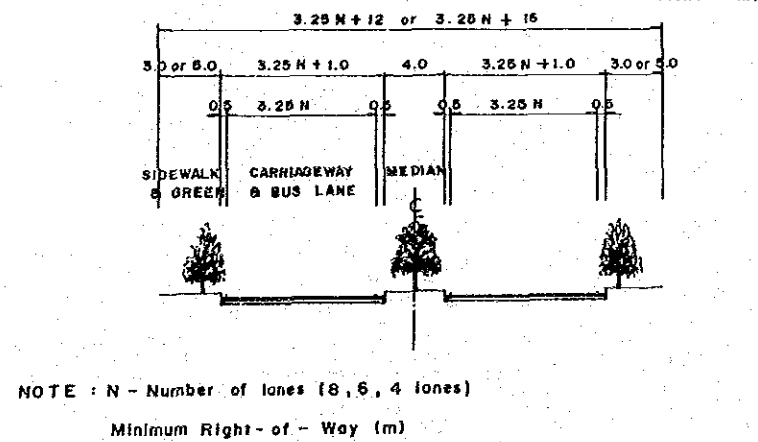 3.25 N + 12 or 3.25 N + 16
3.0 or 5.0 3.25 N + 1.0 4.0 3.25 N + 1.0 3.0 or 5.0
0.5 3.25 N 0.5 0.5 3.25 N 0.5
SIDEWALK & GREEN
CARRIAGEWAY & BUS LANE
MEDIAN
℄
NOTE : N - Number of lanes (8, 6, 4 lanes)
Minimum Right - of - Way (m)